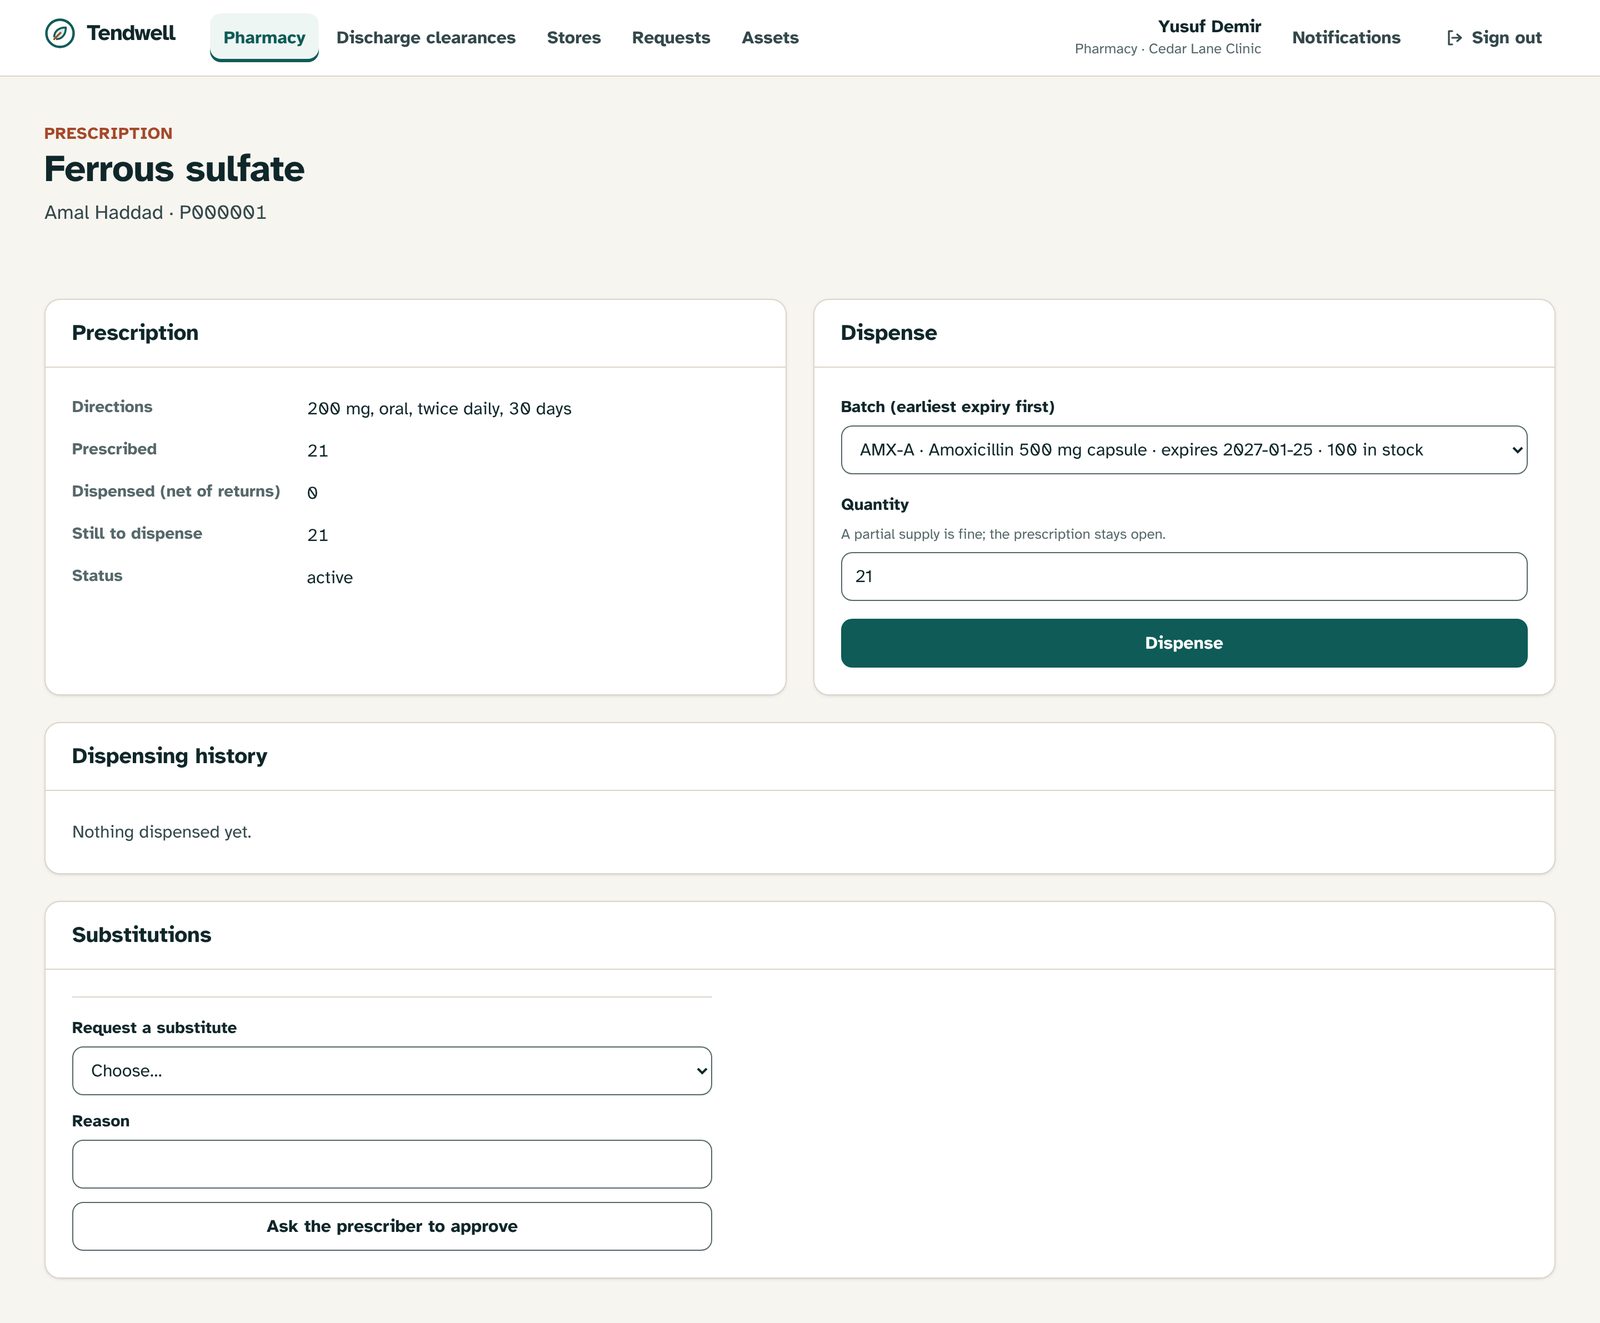 Tendwell
Pharmacy
Discharge clearances
Stores
Requests
Assets
Yusuf Demir
Pharmacy · Cedar Lane Clinic
Notifications
Sign out
PRESCRIPTION
Ferrous sulfate
Amal Haddad · P000001
Prescription
Directions 200 mg, oral, twice daily, 30 days
Prescribed 21
Dispensed (net of returns) 0
Still to dispense 21
Status active
Dispense
Batch (earliest expiry first)
AMX-A · Amoxicillin 500 mg capsule · expires 2027-01-25 · 100 in stock
Quantity
A partial supply is fine; the prescription stays open.
21
Dispense
Dispensing history
Nothing dispensed yet.
Substitutions
Request a substitute
Choose...
Reason
Ask the prescriber to approve